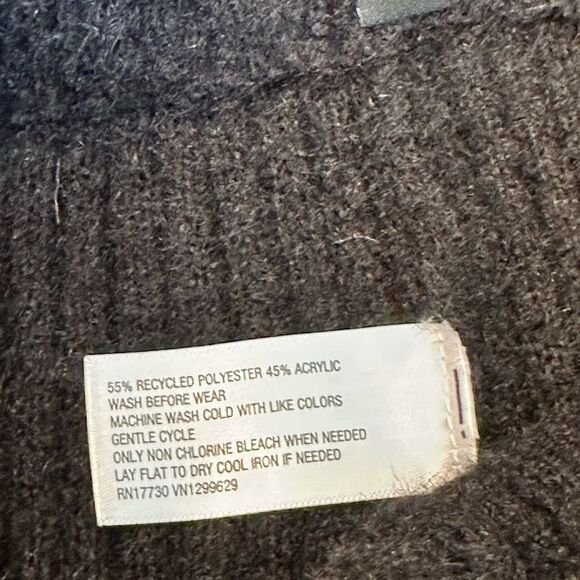 55% RECYCLED POLYESTER 45% ACRYLIC
WASH BEFORE WEAR
MACHINE WASH COLD WITH LIKE COLORS
GENTLE CYCLE
ONLY NON CHLORINE BLEACH WHEN NEEDED
LAY FLAT TO DRY COOL IRON IF NEEDED
RN17730 VN1299629